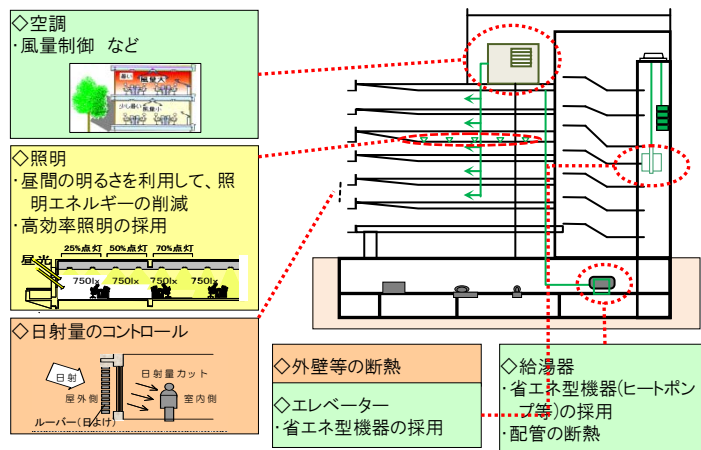 ◇空調
・風量制御 など
暑い 風量大
少し暑い 風量小
◇照明
・昼間の明るさを利用して、照
明エネルギーの削減
・高効率照明の採用
25%点灯 50%点灯 70%点灯
昼光
750lx 750lx 750lx 750lx
◇日射量のコントロール
日射
日射量カット
屋外側
室内側
ルーバー(日よけ)
◇外壁等の断熱
◇エレベーター
・省エネ型機器の採用
◇給湯器
・省エネ型機器(ヒートポン
プ等)の採用
・配管の断熱